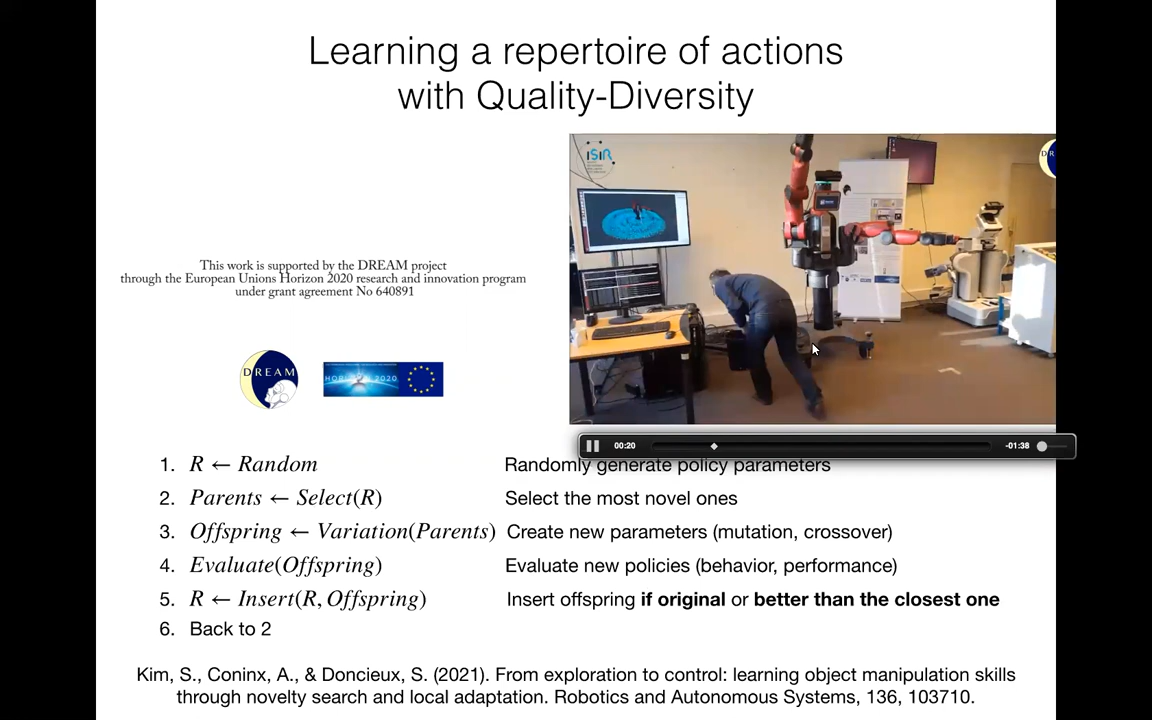 Learning a repertoire of actions
with Quality-Diversity
ISIR
D R
This work is supported by the DREAM project
through the European Unions Horizon 2020 research and innovation program
under grant agreement No 640891
DREAM
HORIZON 2020
00:20
-01:38
1. R ← Random Randomly generate policy parameters
2. Parents ← Select(R) Select the most novel ones
3. Offspring ← Variation(Parents) Create new parameters (mutation, crossover)
4. Evaluate(Offspring) Evaluate new policies (behavior, performance)
5. R ← Insert(R, Offspring) Insert offspring if original or better than the closest one
6. Back to 2
Kim, S., Coninx, A., & Doncieux, S. (2021). From exploration to control: learning object manipulation skills
through novelty search and local adaptation. Robotics and Autonomous Systems, 136, 103710.